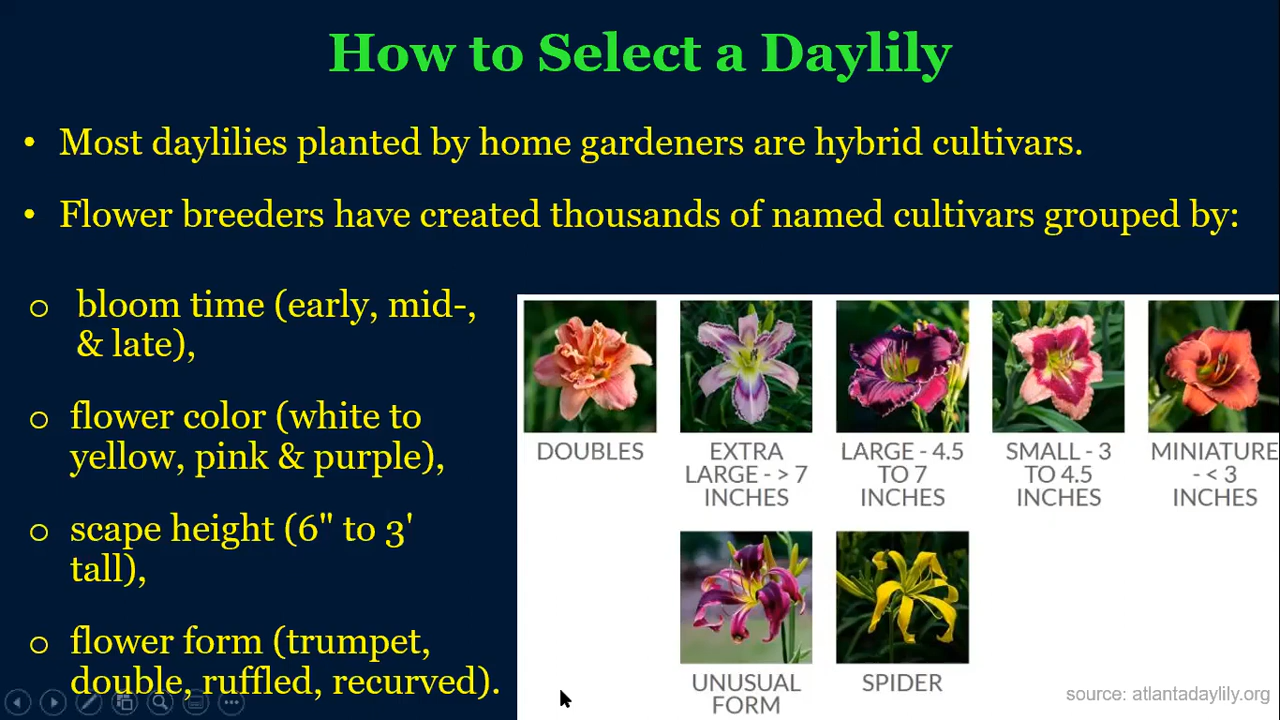 How to Select a Daylily
• Most daylilies planted by home gardeners are hybrid cultivars.
• Flower breeders have created thousands of named cultivars grouped by:
o bloom time (early, mid-,
& late),
o flower color (white to
yellow, pink & purple),
o scape height (6" to 3'
tall),
o flower form (trumpet,
double, ruffled, recurved).
DOUBLES
EXTRA
LARGE - > 7
INCHES
LARGE - 4.5
TO 7
INCHES
SMALL - 3
TO 4.5
INCHES
MINIATURE
- < 3
INCHES
UNUSUAL
FORM
SPIDER
source: atlantadaylily.org